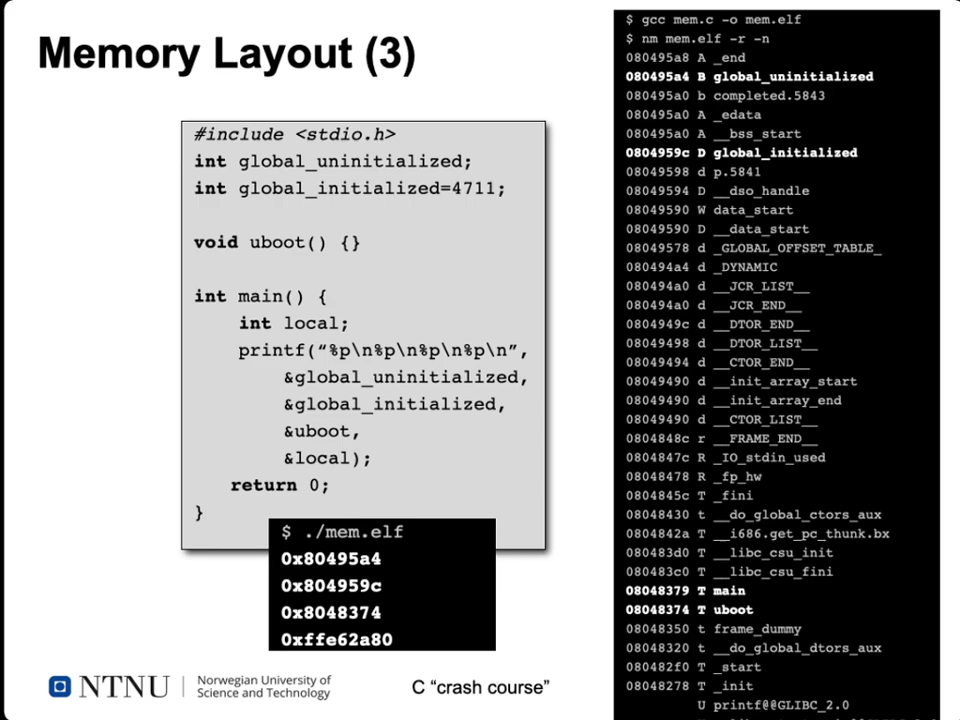 Memory Layout (3)
#include <stdio.h>
int global_uninitialized;
int global_initialized=4711;
void uboot() {}
int main() {
int local;
printf(“%p\n%p\n%p\n%p\n”,
&global_uninitialized,
&global_initialized,
&uboot,
&local);
return 0;
}
$ ./mem.elf
0x80495a4
0x804959c
0x8048374
0xffe62a80
$ gcc mem.c -o mem.elf
$ nm mem.elf -r -n
080495a8 A _end
080495a4 B global_uninitialized
080495a0 b completed.5843
080495a0 A _edata
080495a0 A __bss_start
0804959c D global_initialized
08049598 d p.5841
08049594 D __dso_handle
08049590 W data_start
08049590 D __data_start
08049578 d _GLOBAL_OFFSET_TABLE_
080494a4 d _DYNAMIC
080494a0 d __JCR_LIST__
080494a0 d __JCR_END__
0804949c d __DTOR_END__
08049498 d __DTOR_LIST__
08049494 d __CTOR_END__
08049490 d __init_array_start
08049490 d __init_array_end
08049490 d __CTOR_LIST__
0804848c r __FRAME_END__
0804847c R _IO_stdin_used
08048478 R _fp_hw
0804845c T _fini
08048430 t __do_global_ctors_aux
0804842a T __i686.get_pc_thunk.bx
080483d0 T __libc_csu_init
080483c0 T __libc_csu_fini
08048379 T main
08048374 T uboot
08048350 t frame_dummy
08048320 t __do_global_dtors_aux
080482f0 T _start
08048278 T _init
U printf@@GLIBC_2.0
NTNU
Norwegian University of
Science and Technology
C “crash course”